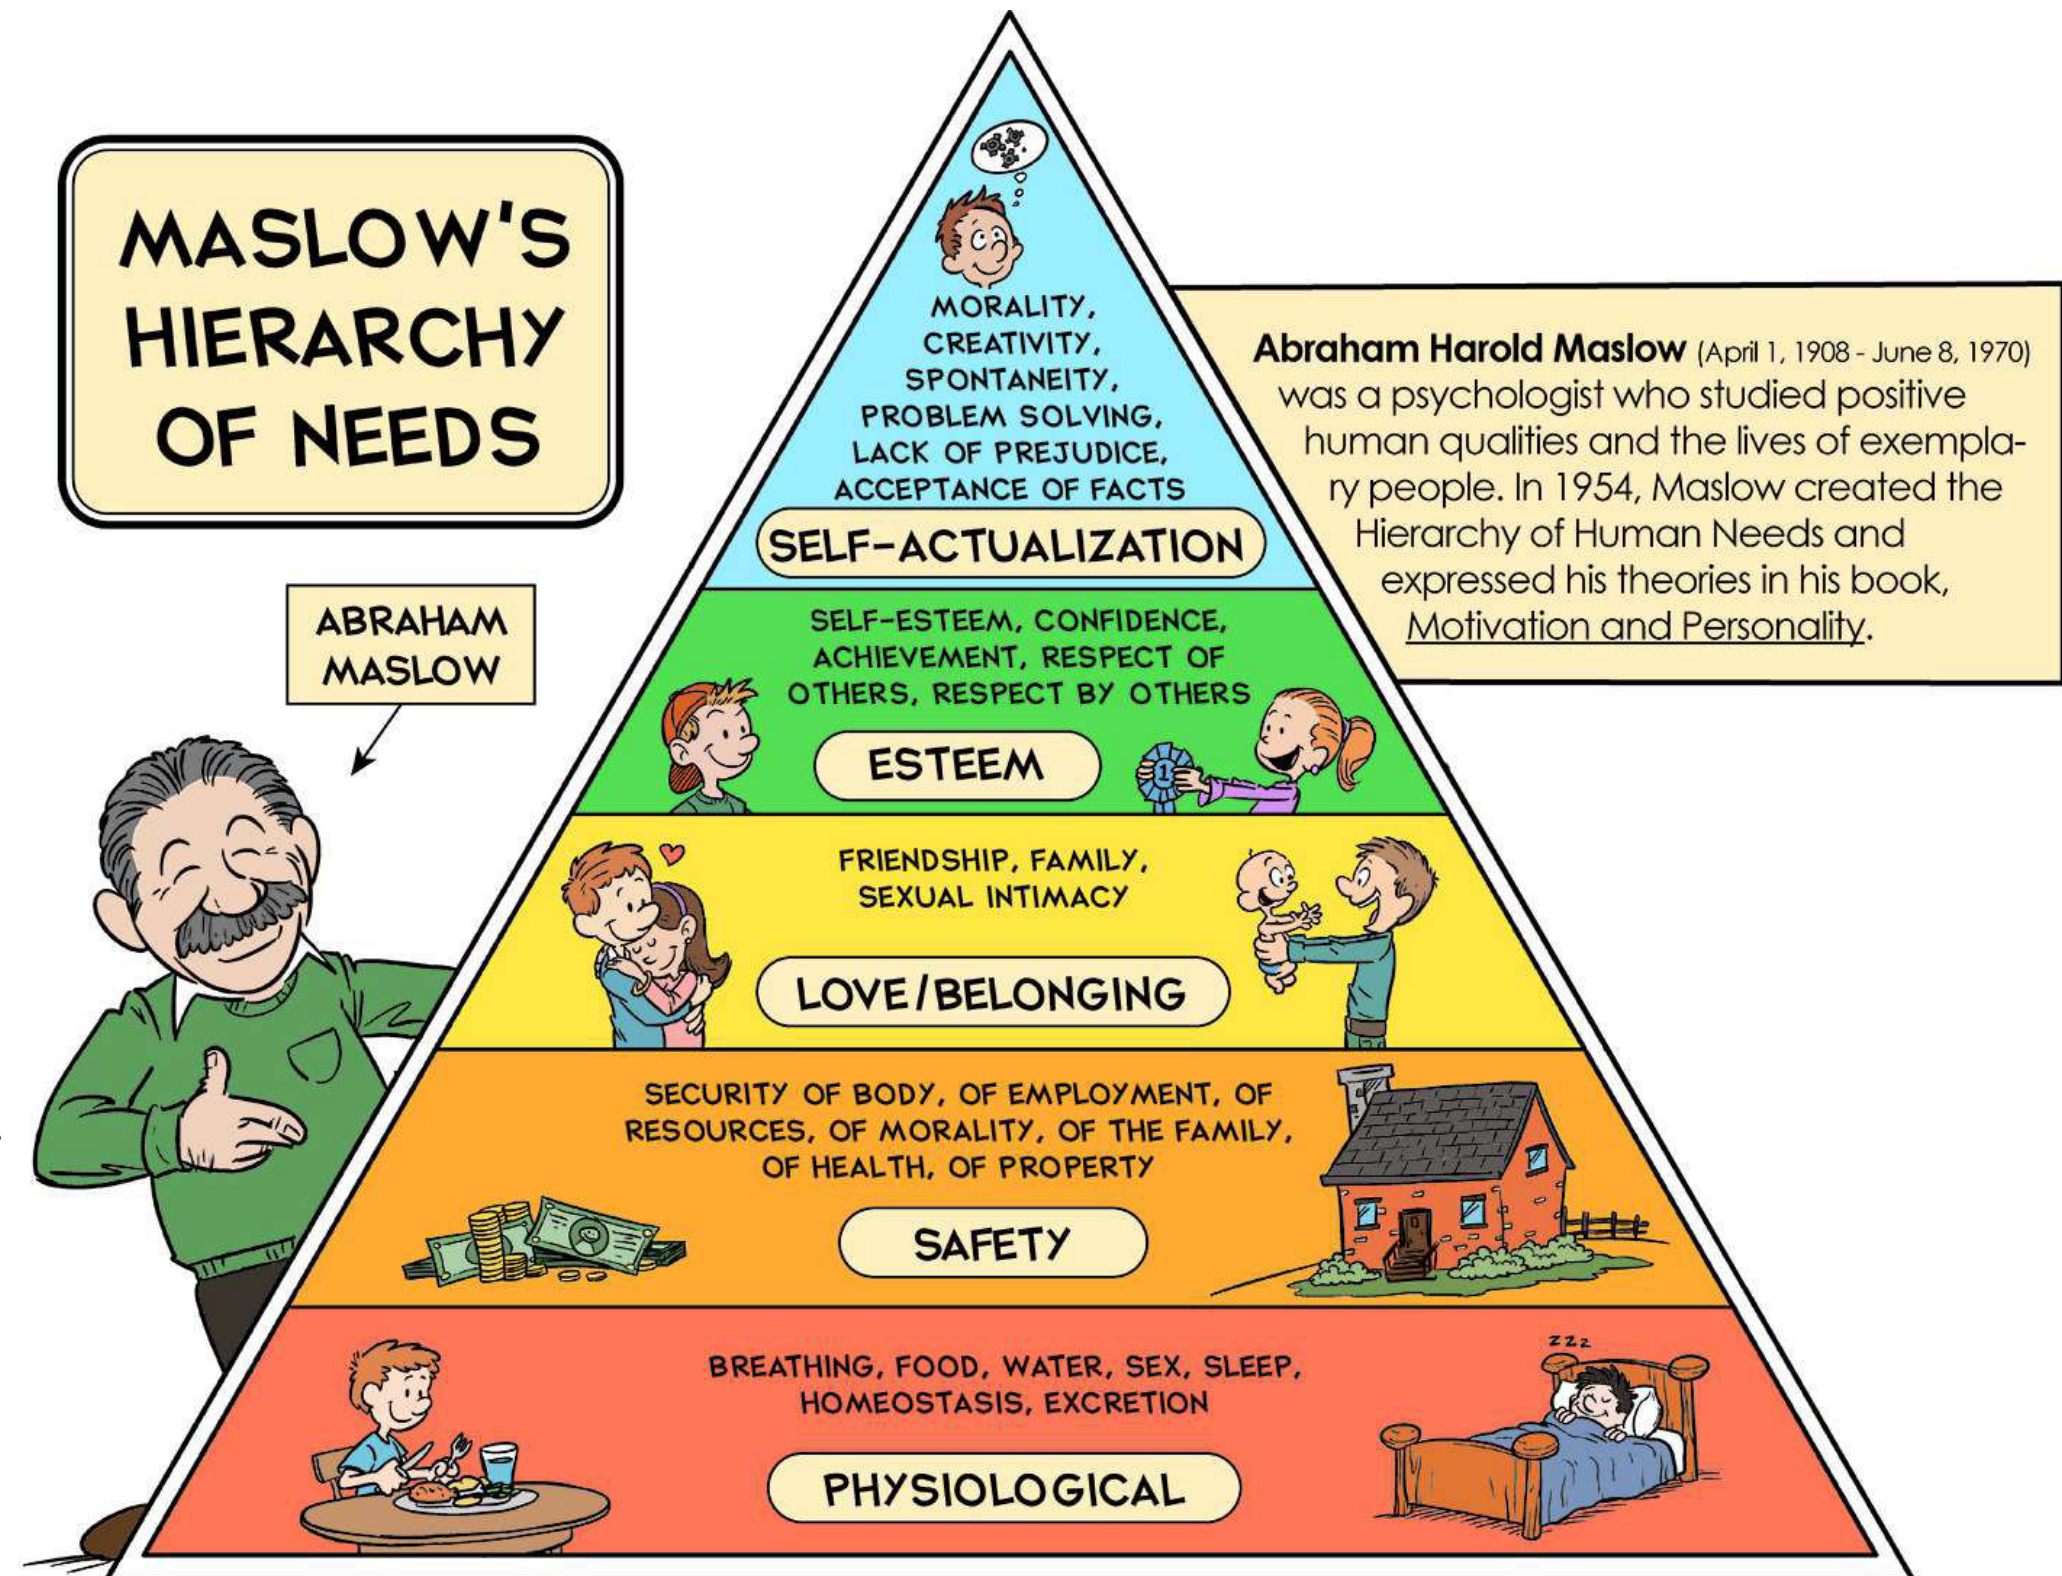 MASLOW'S
HIERARCHY
OF NEEDS
ABRAHAM
MASLOW
MORALITY,
CREATIVITY,
SPONTANEITY,
PROBLEM SOLVING,
LACK OF PREJUDICE,
ACCEPTANCE OF FACTS
SELF-ACTUALIZATION
Abraham Harold Maslow (April 1, 1908 - June 8, 1970)
was a psychologist who studied positive
human qualities and the lives of exempla-
ry people. In 1954, Maslow created the
Hierarchy of Human Needs and
expressed his theories in his book,
Motivation and Personality.
SELF-ESTEEM, CONFIDENCE,
ACHIEVEMENT, RESPECT OF
OTHERS, RESPECT BY OTHERS
ESTEEM
1
FRIENDSHIP, FAMILY,
SEXUAL INTIMACY
LOVE/BELONGING
SECURITY OF BODY, OF EMPLOYMENT, OF
RESOURCES, OF MORALITY, OF THE FAMILY,
OF HEALTH, OF PROPERTY
SAFETY
zzz
BREATHING, FOOD, WATER, SEX, SLEEP,
HOMEOSTASIS, EXCRETION
PHYSIOLOGICAL